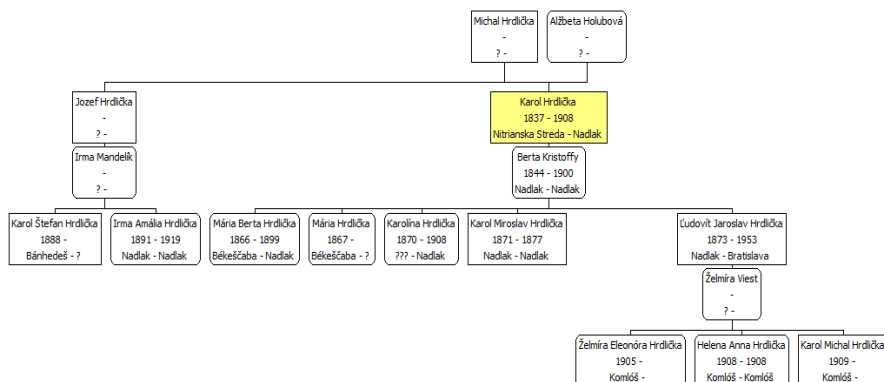 Michal Hrdlička
-
? -
Alžbeta Holubová
-
? -
Jozef Hrdlička
-
? -
Karol Hrdlička
1837 - 1908
Nitrianska Streda - Nadlak
Irma Mandelík
-
? -
Berta Kristoffy
1844 - 1900
Nadlak - Nadlak
Karol Štefan Hrdlička
1888 -
Bánhedeš - ?
Irma Amália Hrdlička
1891 - 1919
Nadlak - Nadlak
Mária Berta Hrdlička
1866 - 1899
Békeščaba - Nadlak
Mária Hrdlička
1867 -
Békeščaba - ?
Karolína Hrdlička
1870 - 1908
??? - Nadlak
Karol Miroslav Hrdlička
1871 - 1877
Nadlak - Nadlak
Ľudovít Jaroslav Hrdlička
1873 - 1953
Nadlak - Bratislava
Želmíra Viest
-
? -
Želmíra Eleonóra Hrdlička
1905 -
Komlóš -
Helena Anna Hrdlička
1908 - 1908
Komlóš - Komlóš
Karol Michal Hrdlička
1909 -
Komlóš -